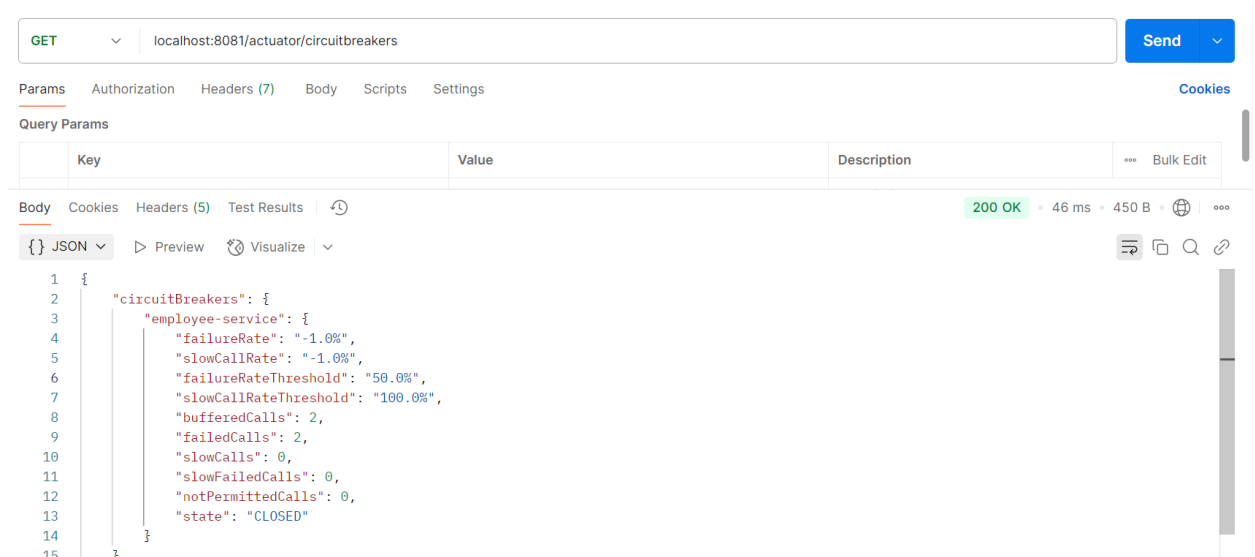 GET localhost:8081/actuator/circuitbreakers Send
Params Authorization Headers (7) Body Scripts Settings Cookies
Query Params
Key Value Description Bulk Edit
Body Cookies Headers (5) Test Results 200 OK 46 ms 450 B
{} JSON Preview Visualize
1 {
2 "circuitBreakers": {
3 "employee-service": {
4 "failureRate": "-1.0%",
5 "slowCallRate": "-1.0%",
6 "failureRateThreshold": "50.0%",
7 "slowCallRateThreshold": "100.0%",
8 "bufferedCalls": 2,
9 "failedCalls": 2,
10 "slowCalls": 0,
11 "slowFailedCalls": 0,
12 "notPermittedCalls": 0,
13 "state": "CLOSED"
14 }
15 }